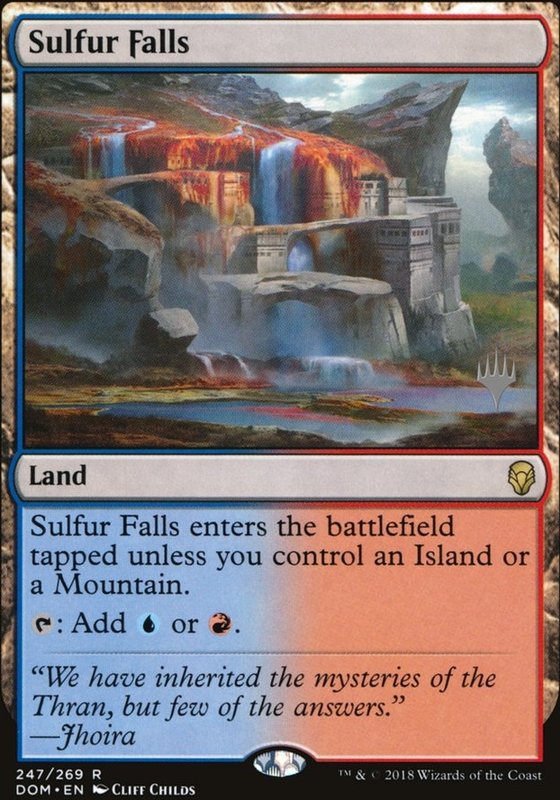 Sulfur Falls
Land
Sulfur Falls enters the battlefield
tapped unless you control an Island or
a Mountain.
: Add or .
“We have inherited the mysteries of the
Thran, but few of the answers.”
—Jhoira
247/269 R
DOM • EN Cliff Childs
™ & © 2018 Wizards of the Coast